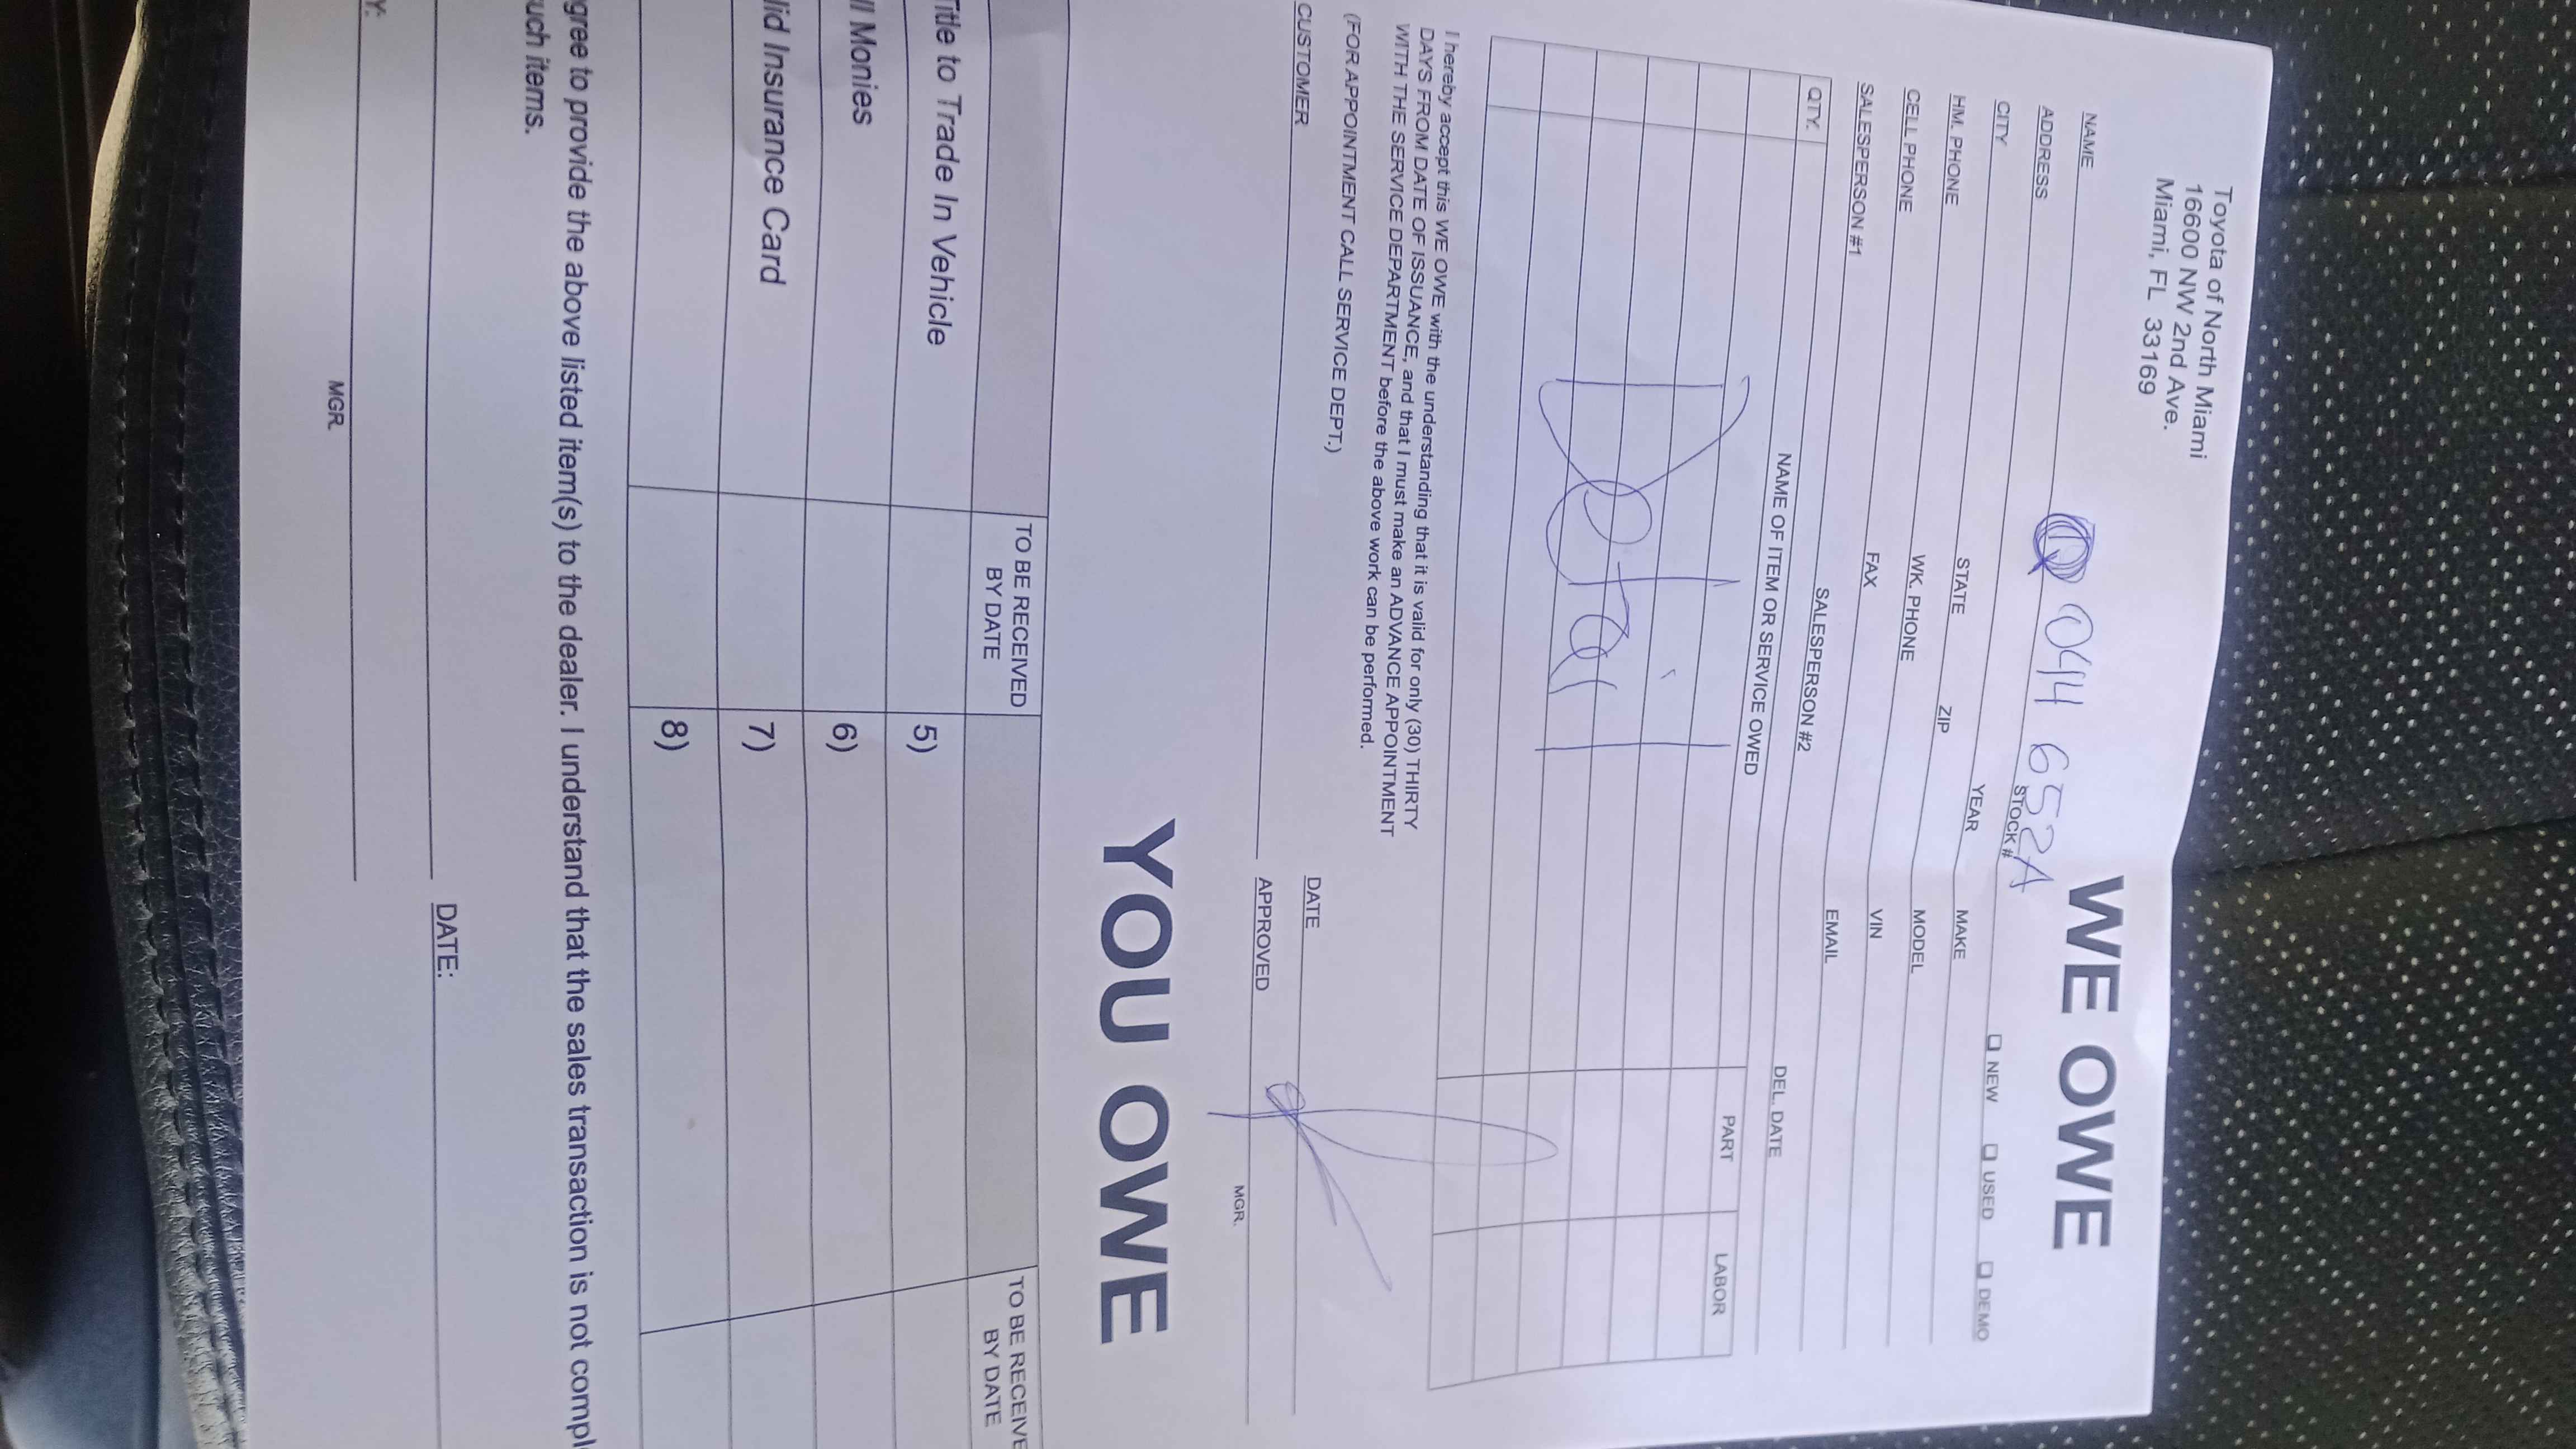 Toyota of North Miami
16600 NW 2nd Ave.
Miami, FL 33169
WE OWE
NAME
0411 652A
ADDRESS
STOCK #
☐ NEW ☐ USED ☐ DEMO
CITY STATE ZIP
YEAR MAKE
HM. PHONE WK. PHONE
MODEL
CELL PHONE FAX
VIN
SALESPERSON #1 SALESPERSON #2
EMAIL
QTY. NAME OF ITEM OR SERVICE OWED
DEL. DATE
PART LABOR
Detail
I hereby accept this WE OWE with the understanding that it is valid for only (30) THIRTY
DAYS FROM DATE OF ISSUANCE, and that I must make an ADVANCE APPOINTMENT
WITH THE SERVICE DEPARTMENT before the above work can be performed.
(FOR APPOINTMENT CALL SERVICE DEPT.)
DATE
CUSTOMER
APPROVED
MGR.
YOU OWE
TO BE RECEIVED
BY DATE
TO BE RECEIVE
BY DATE
Title to Trade In Vehicle 5)
ll Monies 6)
lid Insurance Card 7)
8)
gree to provide the above listed item(s) to the dealer. I understand that the sales transaction is not compl
uch items.
DATE:
Y:
MGR